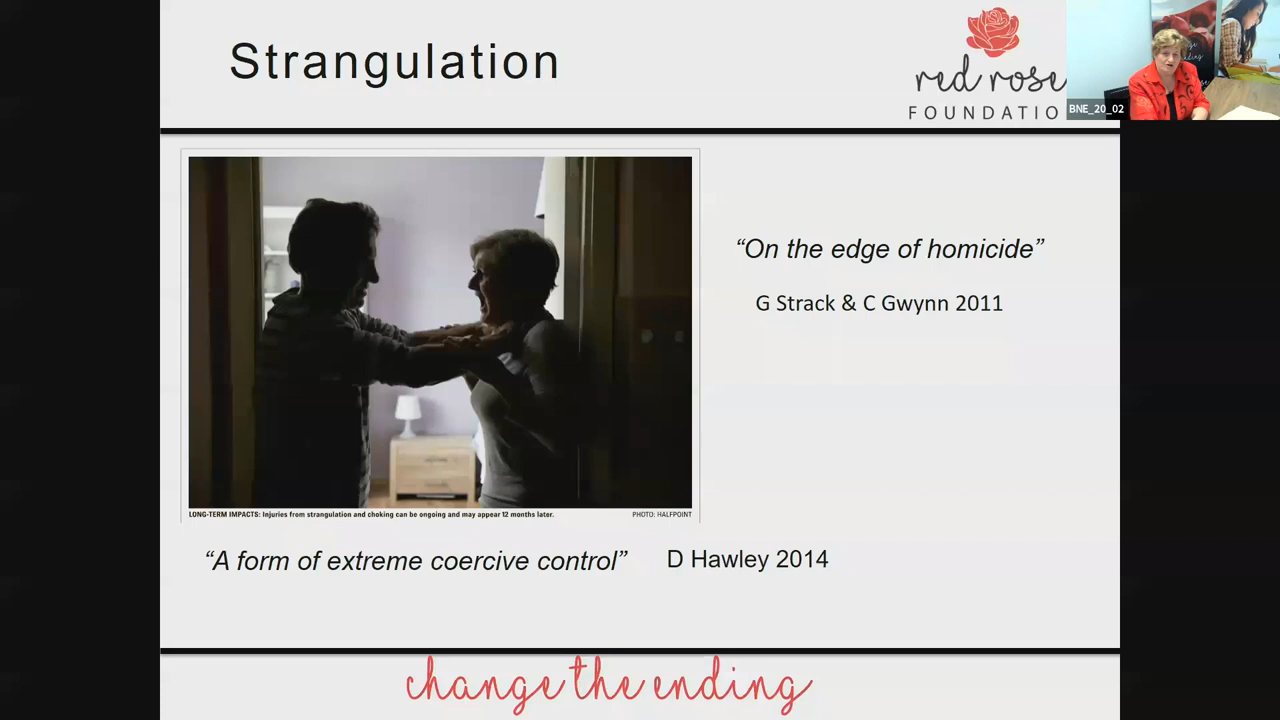 Strangulation
red rose
FOUNDATIO
BNE_20_02
“On the edge of homicide”
G Strack & C Gwynn 2011
LONG-TERM IMPACTS: Injuries from strangulation and choking can be ongoing and may appear 12 months later.
PHOTO: HALFPOINT
“A form of extreme coercive control” D Hawley 2014
change the ending